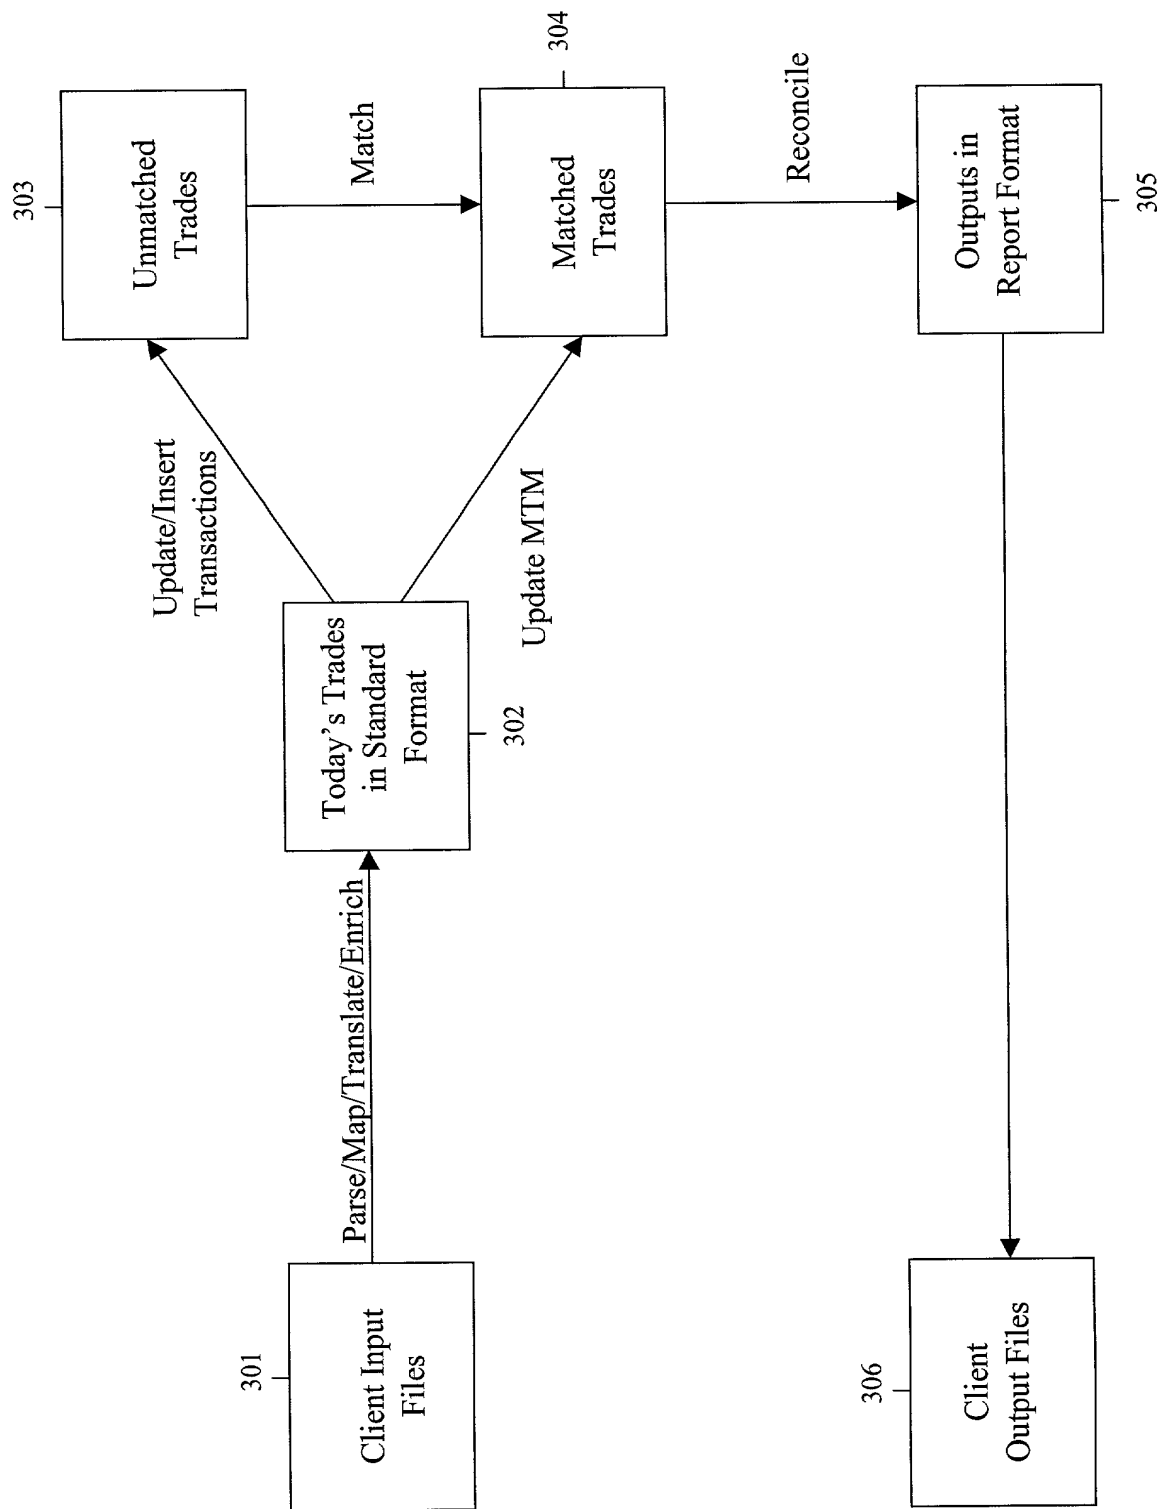 301
Client Input
Files
Parse/Map/Translate/Enrich
Today's Trades
in Standard
Format
302
Update/Insert
Transactions
Update MTM
303
Unmatched
Trades
Match
304
Matched
Trades
Reconcile
Outputs in
Report Format
305
306
Client
Output Files